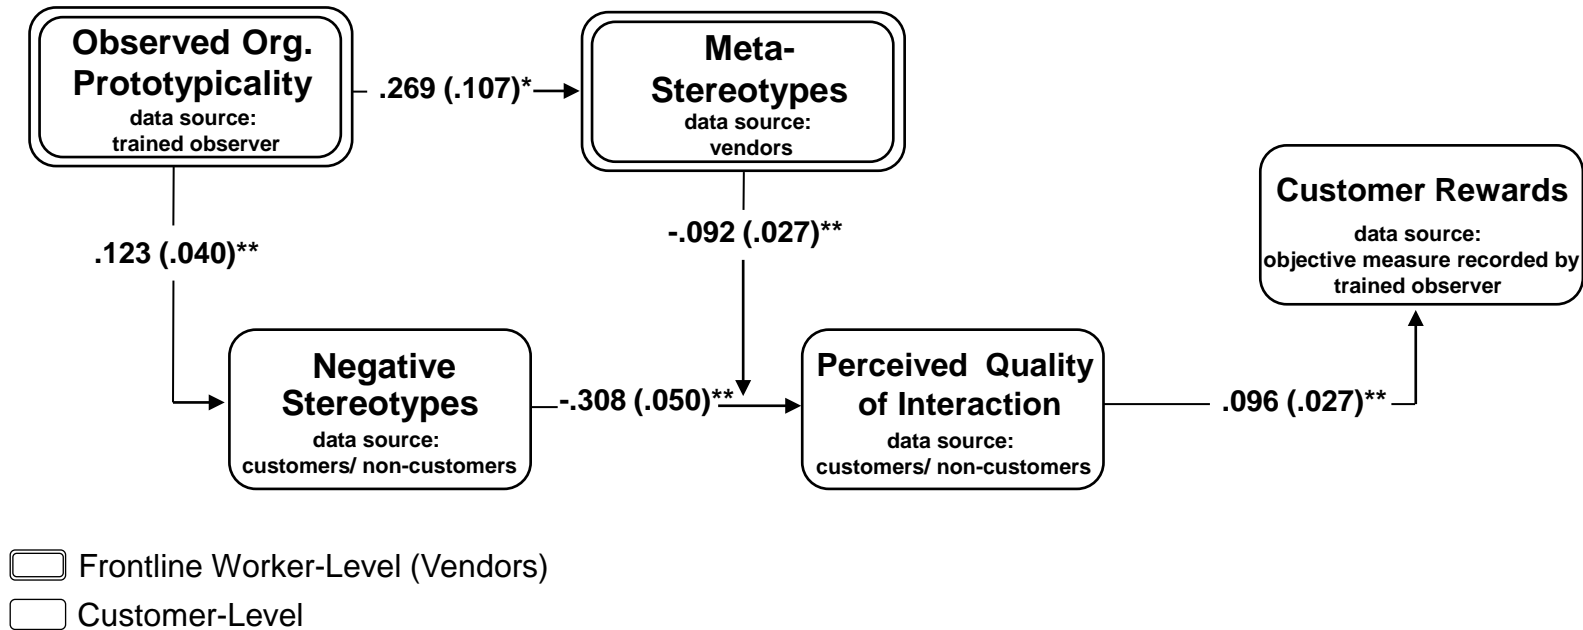 Observed Org.
Prototypicality
data source:
trained observer
.269 (.107)*
Meta-
Stereotypes
data source:
vendors
Customer Rewards
data source:
objective measure recorded by
trained observer
.123 (.040)**
-.092 (.027)**
Negative
Stereotypes
data source:
customers/ non-customers
-.308 (.050)**
Perceived Quality
of Interaction
data source:
customers/ non-customers
.096 (.027)**
Frontline Worker-Level (Vendors)
Customer-Level